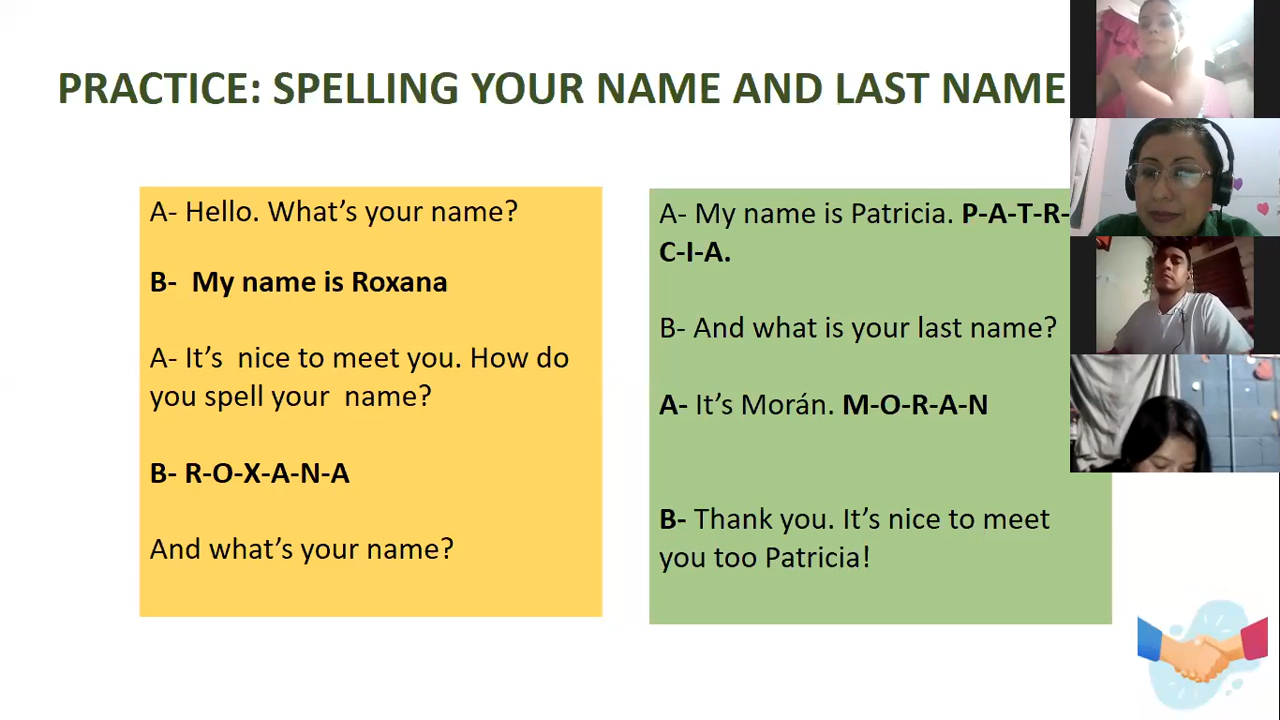 PRACTICE: SPELLING YOUR NAME AND LAST NAME
A- Hello. What’s your name?
B-  My name is Roxana
A- It’s  nice to meet you. How do
you spell your  name?
B- R-O-X-A-N-A
And what’s your name?
A- My name is Patricia. P-A-T-R-
C-I-A.
B- And what is your last name?
A- It’s Morán. M-O-R-A-N
B- Thank you. It’s nice to meet
you too Patricia!